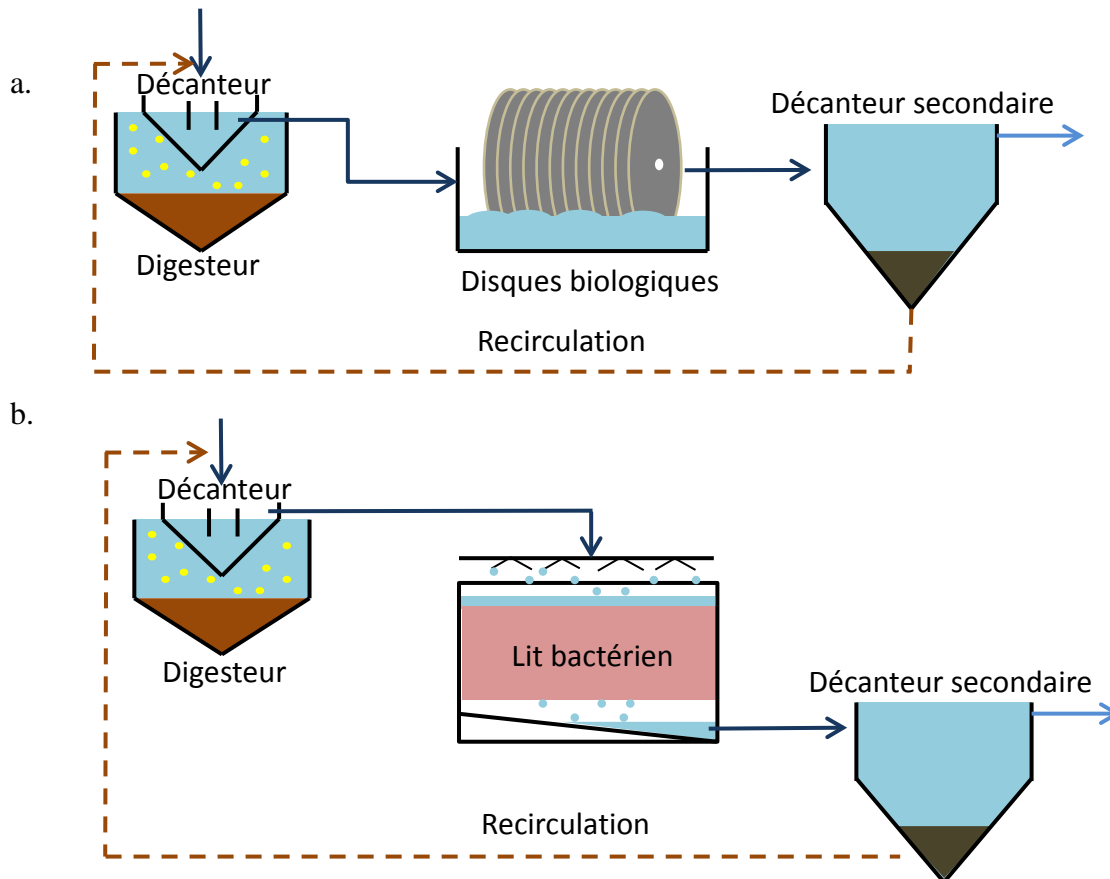 a.
Décanteur
Décanteur secondaire
Digesteur
Disques biologiques
Recirculation
b.
Décanteur
Lit bactérien
Digesteur
Décanteur secondaire
Recirculation